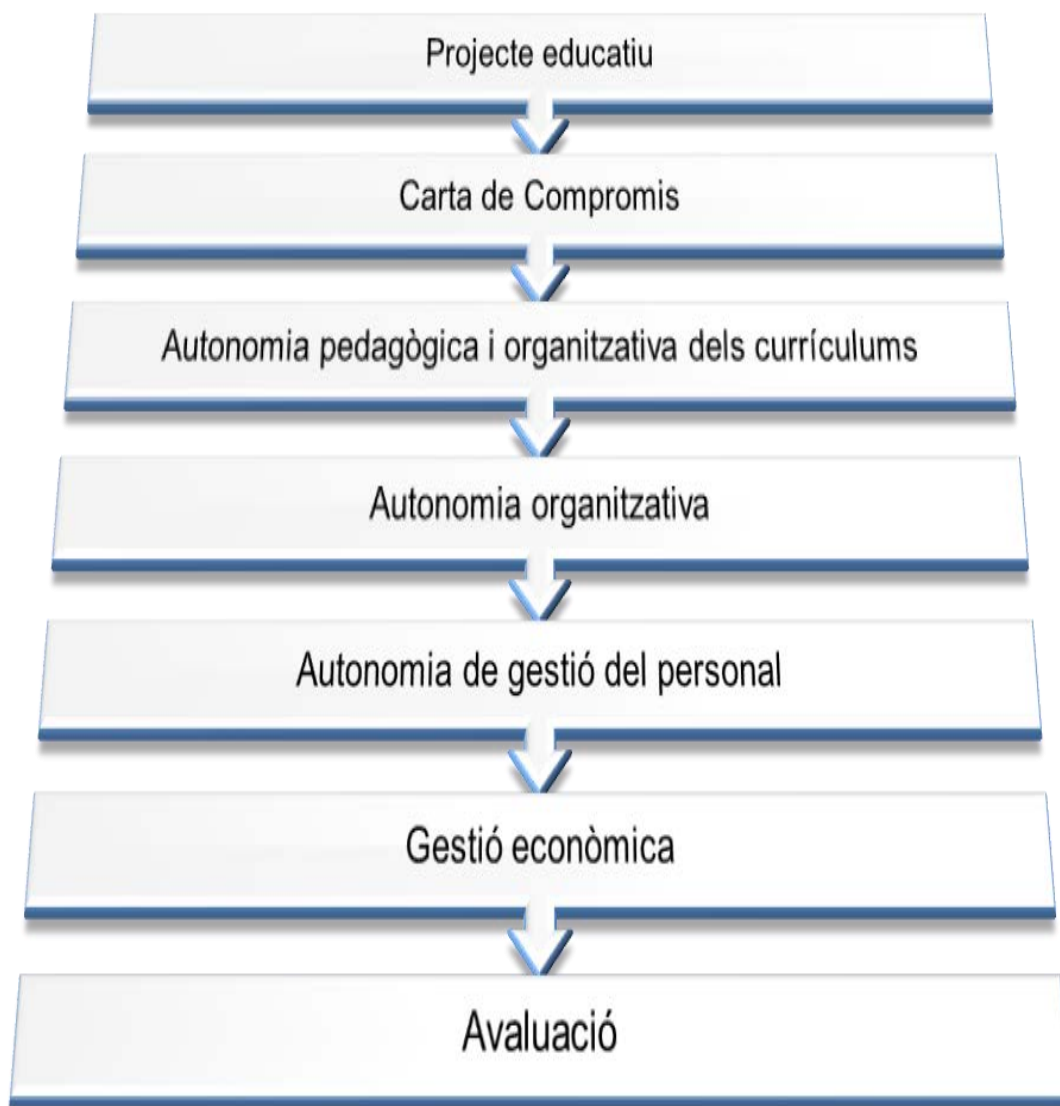 Projecte educatiu
Carta de Compromis
Autonomia pedagògica i organitzativa dels currículums
Autonomia organitzativa
Autonomia de gestió del personal
Gestió econòmica
Avaluació